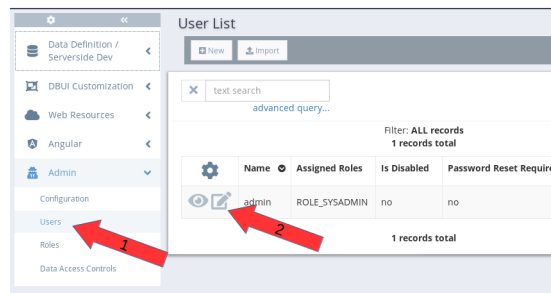 User List
Data Definition /
Serverside Dev
DBUI Customization
Web Resources
Angular
Admin
Configuration
Users
Roles
Data Access Controls
New
Import
text search
advanced query...
Filter: ALL records
1 records total
Name Assigned Roles Is Disabled Password Reset Require
admin ROLE_SYSADMIN no no
1 records total
1
2